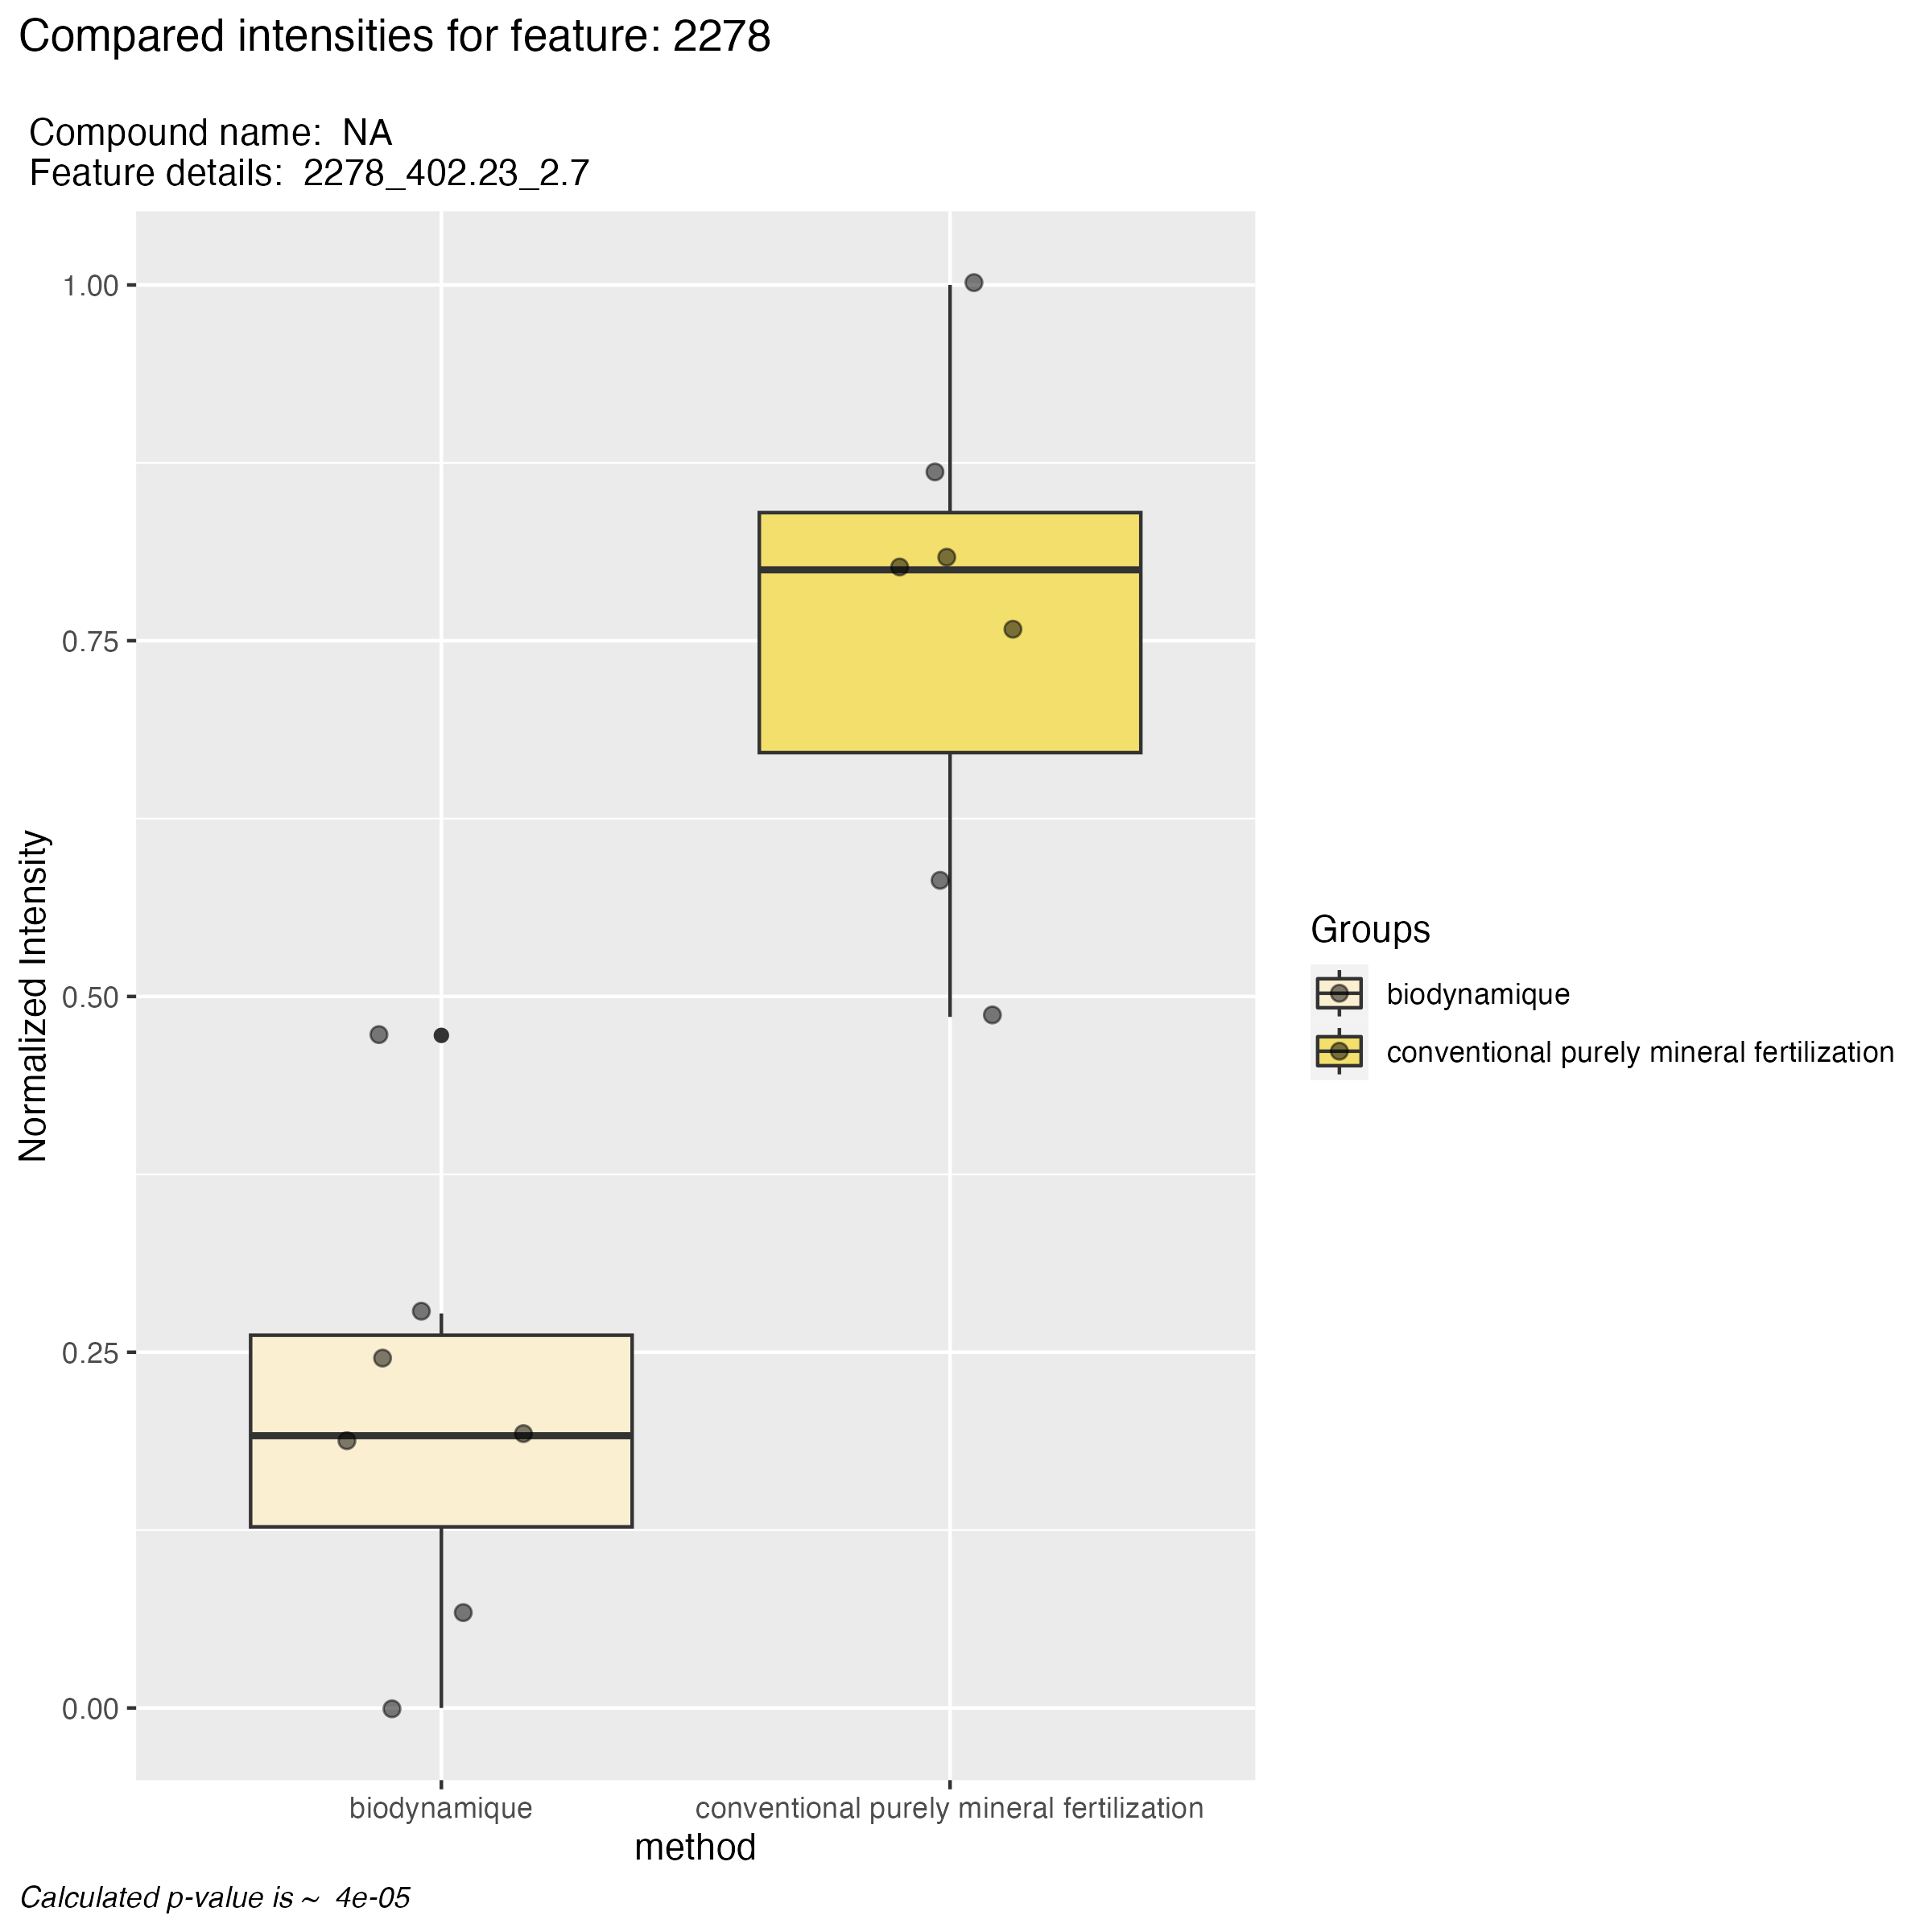 Compared intensities for feature: 2278
Compound name:  NA
Feature details:  2278_402.23_2.7
1.00
0.75
0.50
0.25
0.00
Normalized Intensity
biodynamique
conventional purely mineral fertilization
method
Groups
biodynamique
conventional purely mineral fertilization
Calculated p-value is ~  4e-05